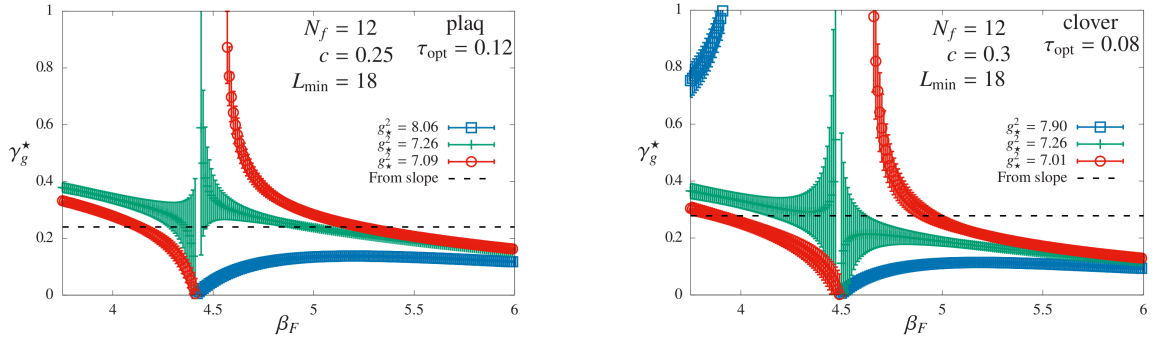 1
0.8
0.6
0.4
0.2
0
γ_g^⋆
N_f = 12
c = 0.25
L_min = 18
plaq
τ_opt = 0.12
g_⋆^2 = 8.06
g_⋆^2 = 7.26
g_⋆^2 = 7.09
From slope
4 4.5 5 5.5 6
β_F
1
0.8
0.6
0.4
0.2
0
γ_g^⋆
N_f = 12
c = 0.3
L_min = 18
clover
τ_opt = 0.08
g_⋆^2 = 7.90
g_⋆^2 = 7.26
g_⋆^2 = 7.01
From slope
4 4.5 5 5.5 6
β_F